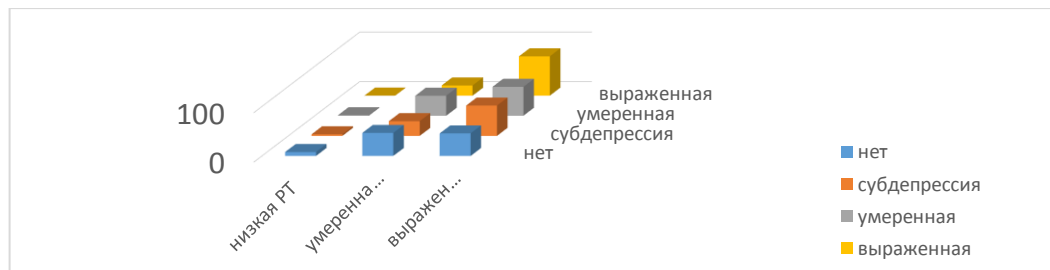 100
0
выраженная
умеренная
субдепрессия
нет
низкая РТ
умеренна...
выражен...
нет
субдепрессия
умеренная
выраженная